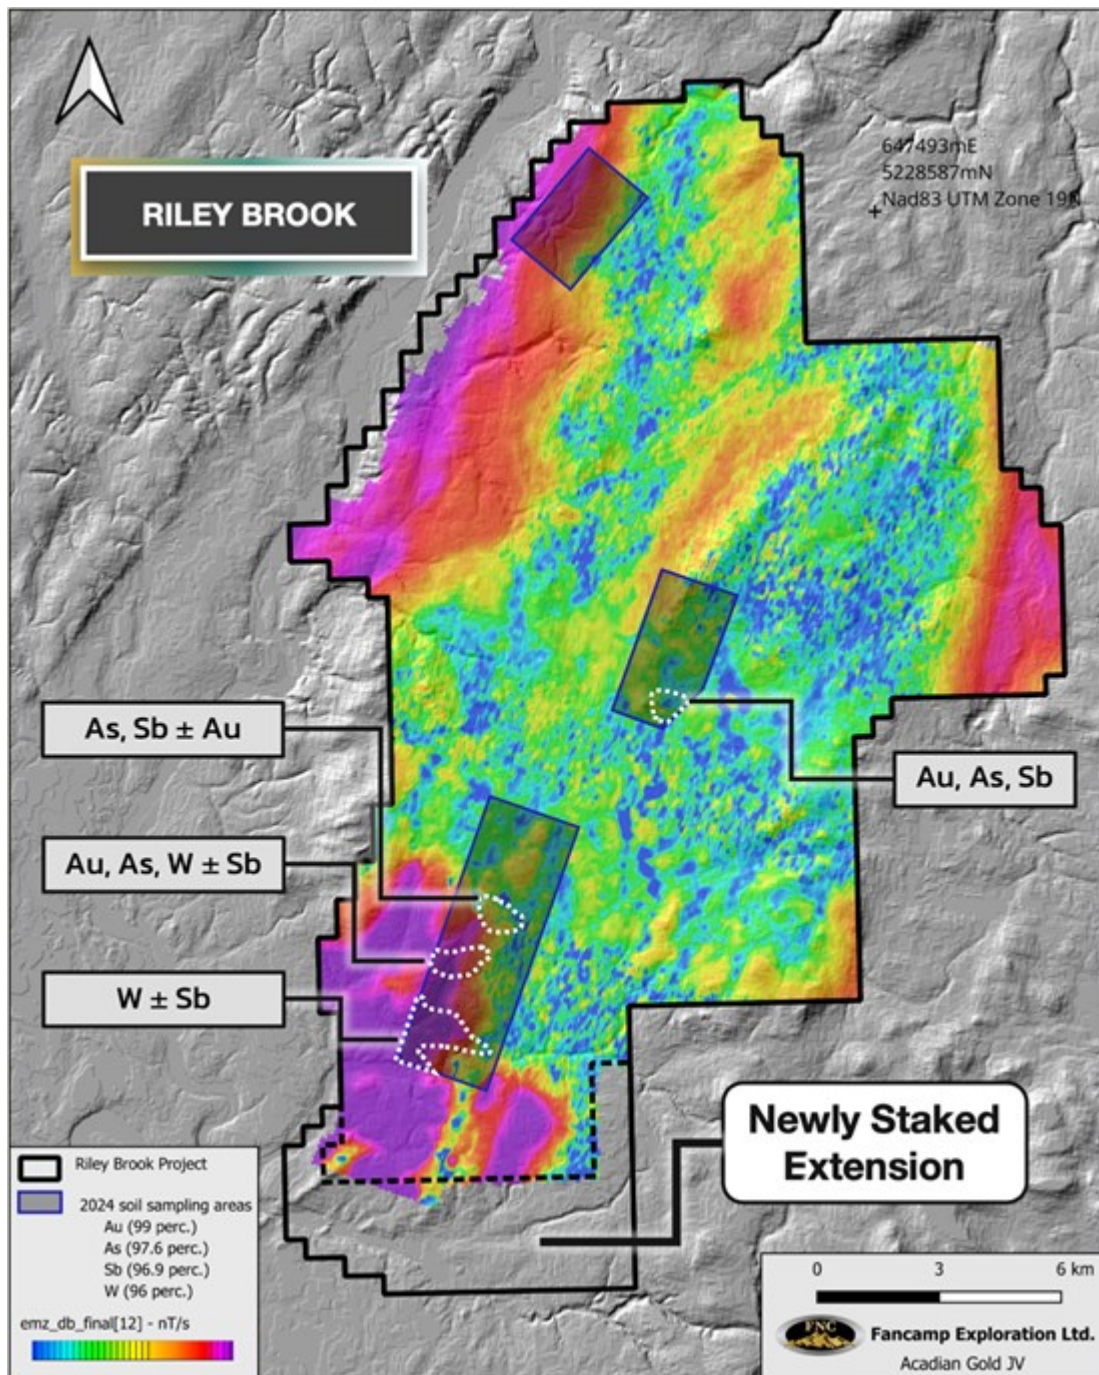 RILEY BROOK
647493mE
5228587mN
Nad83 UTM Zone 19N
As, Sb ± Au
Au, As, Sb
Au, As, W ± Sb
W ± Sb
Newly Staked
Extension
Riley Brook Project
2024 soil sampling areas
Au (99 perc.)
As (97.6 perc.)
Sb (96.9 perc.)
W (96 perc.)
emz_db_final[12] - nT/s
0 3 6 km
FNC
Fancamp Exploration Ltd.
Acadian Gold JV